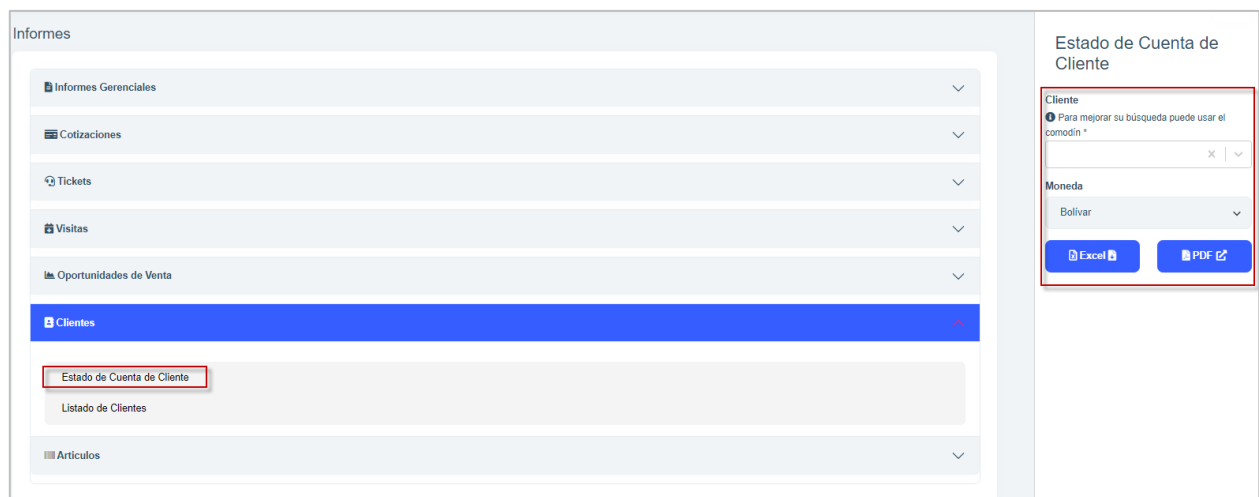 Informes
Informes Gerenciales
Cotizaciones
Tickets
Visitas
Oportunidades de Venta
Clientes
Estado de Cuenta de Cliente
Listado de Clientes
Articulos
Estado de Cuenta de
Cliente
Cliente
Para mejorar su búsqueda puede usar el
comodín *
Moneda
Bolívar
Excel
PDF